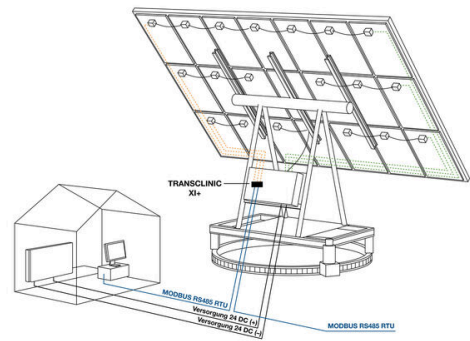 TRANSCLINIC
XI+
MODBUS RS485 RTU
Versorgung 24 DC (+)
Versorgung 24 DC (–)
MODBUS RS485 RTU